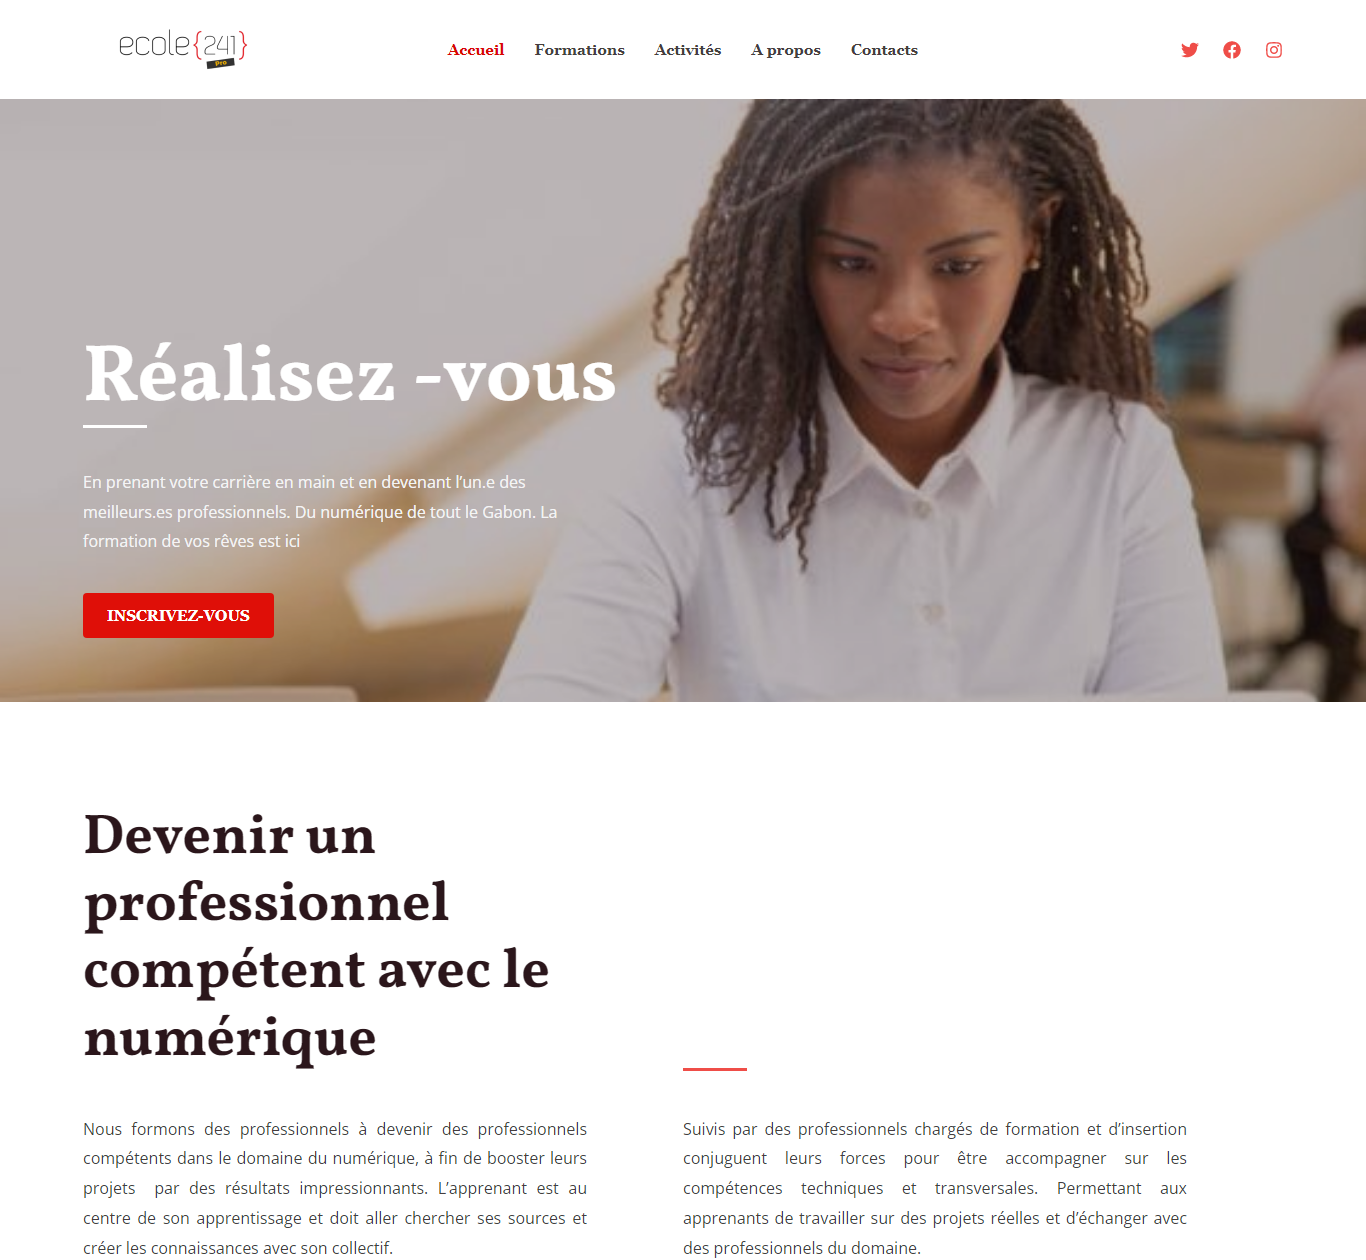 ecole{241}
Pro
Accueil
Formations
Activités
A propos
Contacts
Réalisez -vous
En prenant votre carrière en main et en devenant l’un.e des
meilleurs.es professionnels. Du numérique de tout le Gabon. La
formation de vos rêves est ici
INSCRIVEZ-VOUS
Devenir un
professionnel
compétent avec le
numérique
Nous formons des professionnels à devenir des professionnels
compétents dans le domaine du numérique, à fin de booster leurs
projets par des résultats impressionnants. L’apprenant est au
centre de son apprentissage et doit aller chercher ses sources et
créer les connaissances avec son collectif.
Suivis par des professionnels chargés de formation et d’insertion
conjuguent leurs forces pour être accompagner sur les
compétences techniques et transversales. Permettant aux
apprenants de travailler sur des projets réelles et d’échanger avec
des professionnels du domaine.